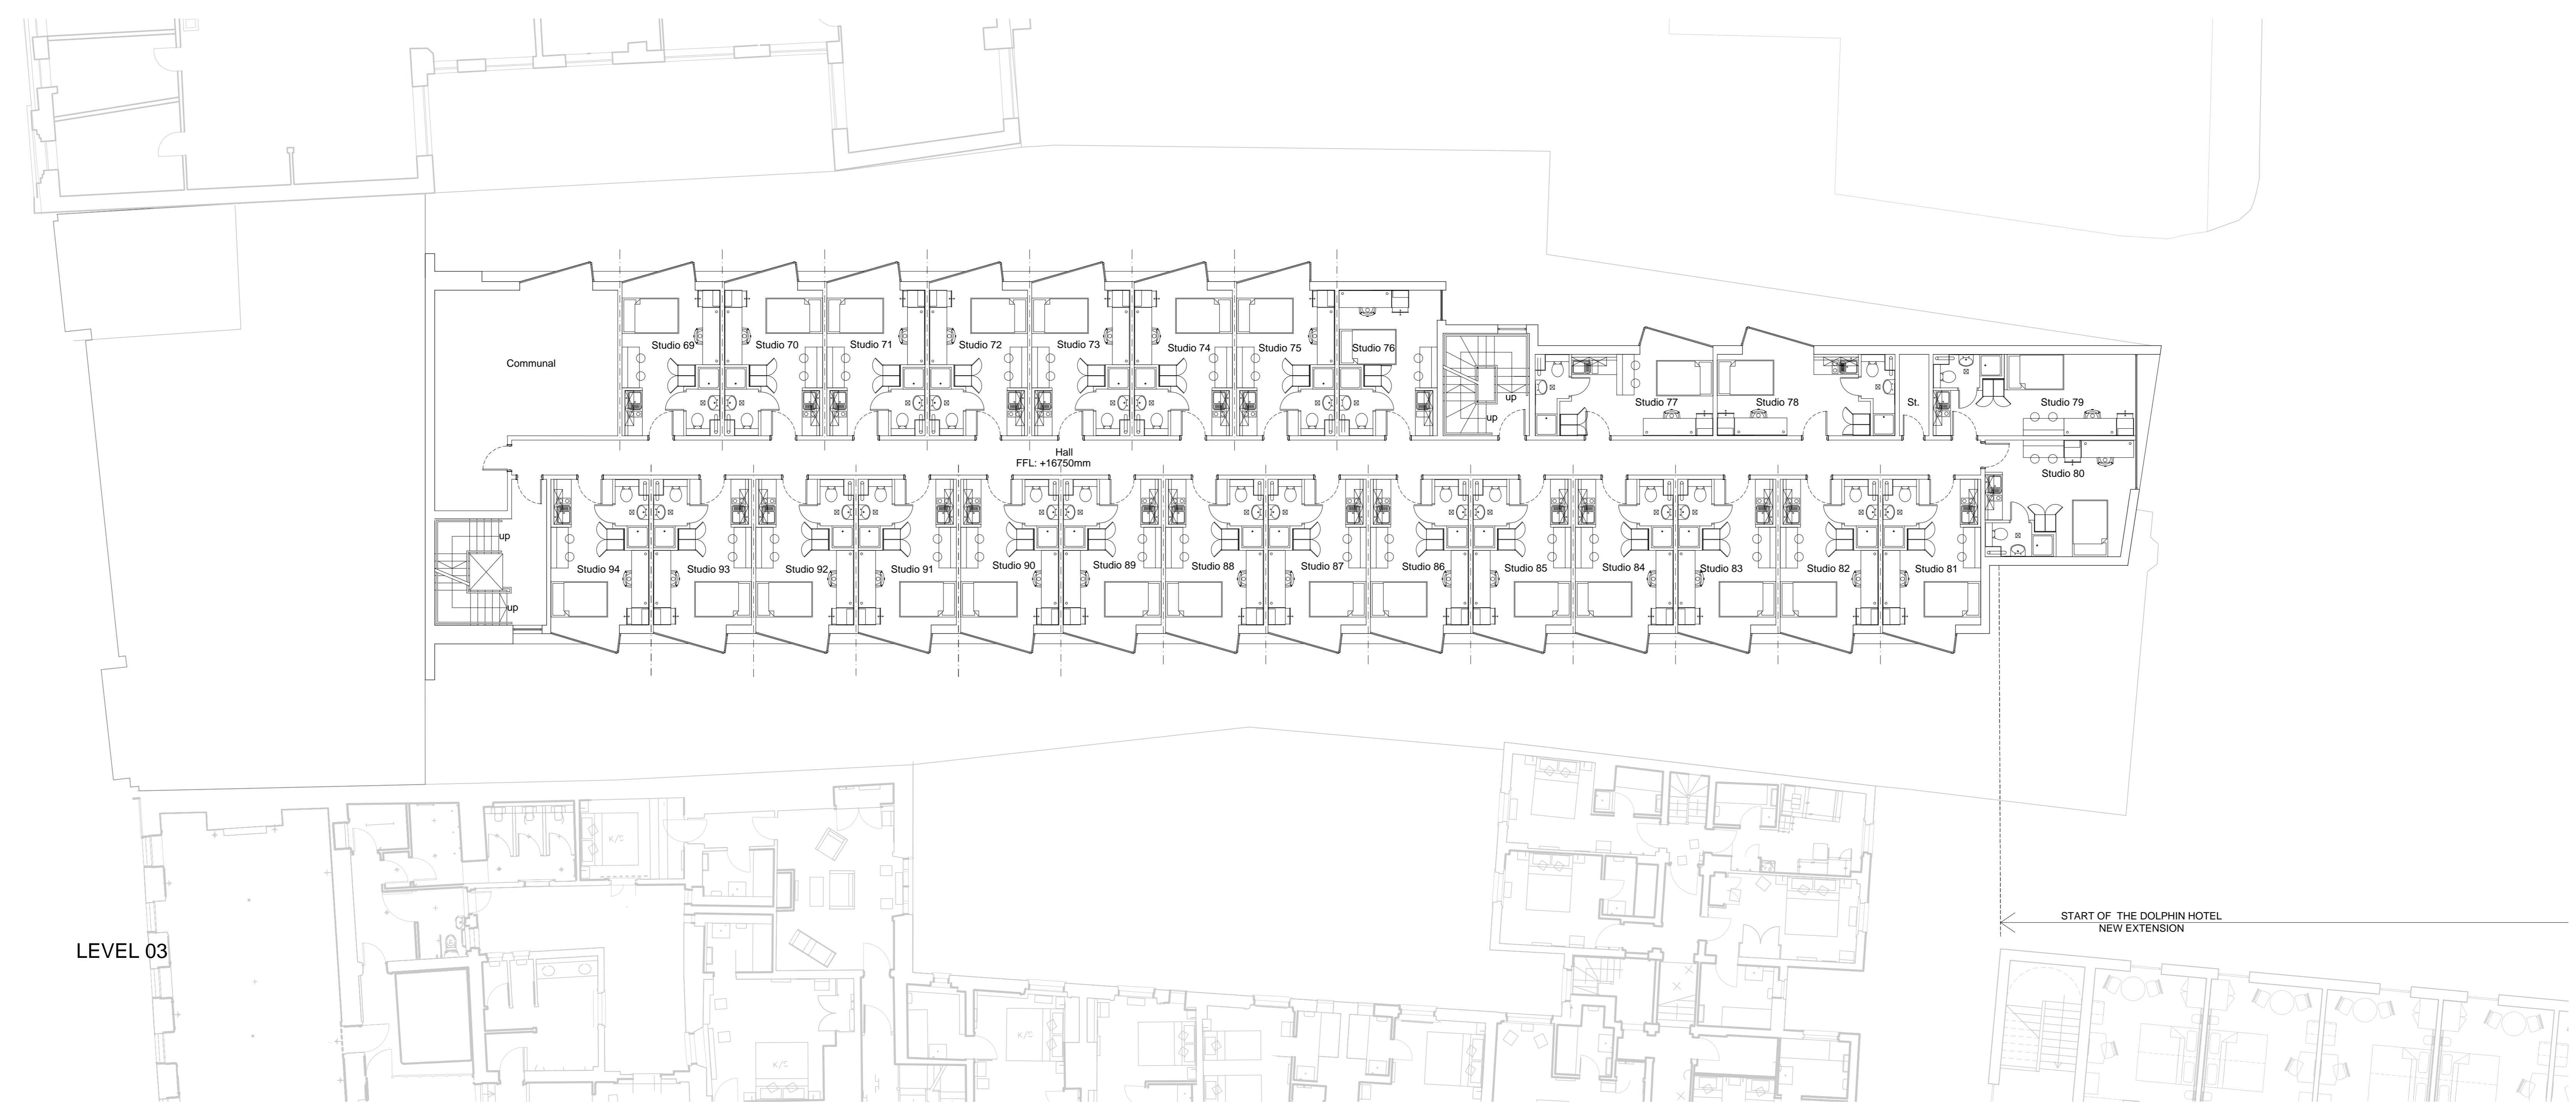 Studio 69
Studio 70
Studio 71
Studio 72
Studio 73
Studio 74
Studio 75
Studio 76
Communal
up
up
Studio 77
Studio 78
St.
Studio 79
Hall
FFL: +16750mm
Studio 80
up
up
Studio 94
Studio 93
Studio 92
Studio 91
Studio 90
Studio 89
Studio 88
Studio 87
Studio 86
Studio 85
Studio 84
Studio 83
Studio 82
Studio 81
START OF THE DOLPHIN HOTEL
NEW EXTENSION
LEVEL 03